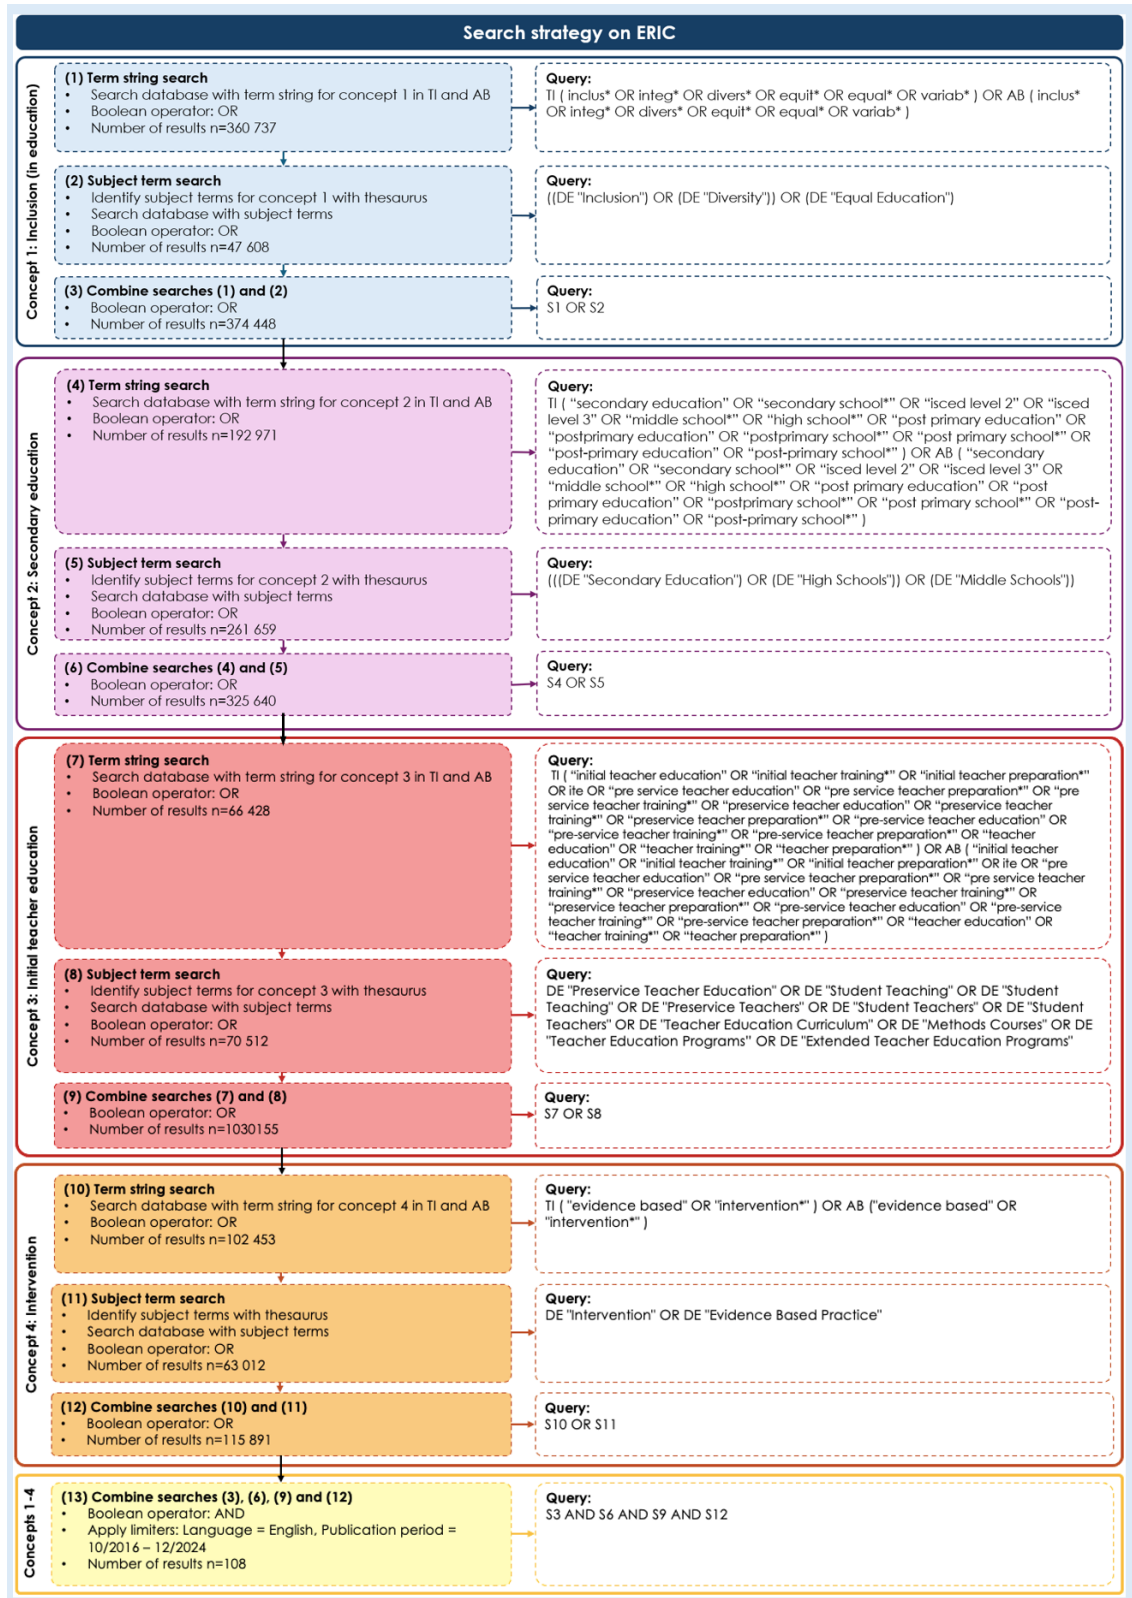 Search strategy on ERIC
Concept 1: Inclusion (in education)
(1) Term string search
• Search database with term string for concept 1 in TI and AB
• Boolean operator: OR
• Number of results n=360 737
Query:
TI ( inclus* OR integ* OR divers* OR equit* OR equal* OR variab* ) OR AB ( inclus*
OR integ* OR divers* OR equit* OR equal* OR variab* )
(2) Subject term search
• Identify subject terms for concept 1 with thesaurus
• Search database with subject terms
• Boolean operator: OR
• Number of results n=47 608
Query:
((DE "Inclusion") OR (DE "Diversity")) OR (DE "Equal Education")
(3) Combine searches (1) and (2)
• Boolean operator: OR
• Number of results n=374 448
Query:
S1 OR S2
Concept 2: Secondary education
(4) Term string search
• Search database with term string for concept 2 in TI and AB
• Boolean operator: OR
• Number of results n=192 971
Query:
TI ( “secondary education” OR “secondary school*” OR “isced level 2” OR “isced
level 3” OR “middle school*” OR “high school*” OR “post primary education” OR
“postprimary education” OR “postprimary school*” OR “post primary school*” OR
“post-primary education” OR “post-primary school*” ) OR AB ( “secondary
education” OR “secondary school*” OR “isced level 2” OR “isced level 3” OR
“middle school*” OR “high school*” OR “post primary education” OR “post
primary education” OR “postprimary school*” OR “post primary school*” OR “post-
primary education” OR “post-primary school*” )
(5) Subject term search
• Identify subject terms for concept 2 with thesaurus
• Search database with subject terms
• Boolean operator: OR
• Number of results n=261 659
Query:
(((DE "Secondary Education") OR (DE "High Schools")) OR (DE "Middle Schools"))
(6) Combine searches (4) and (5)
• Boolean operator: OR
• Number of results n=325 640
Query:
S4 OR S5
Concept 3: Initial teacher education
(7) Term string search
• Search database with term string for concept 3 in TI and AB
• Boolean operator: OR
• Number of results n=66 428
Query:
TI ( “initial teacher education” OR “initial teacher training*” OR “initial teacher preparation*”
OR ite OR “pre service teacher education” OR “pre service teacher preparation*” OR “pre
service teacher training*” OR “preservice teacher education” OR “preservice teacher
training*” OR “preservice teacher preparation*” OR “pre-service teacher education” OR
“pre-service teacher training*” OR “pre-service teacher preparation*” OR “teacher
education” OR “teacher training*” OR “teacher preparation*” ) OR AB ( “initial teacher
education” OR “initial teacher training*” OR “initial teacher preparation*” OR ite OR “pre
service teacher education” OR “pre service teacher preparation*” OR “pre service teacher
training*” OR “preservice teacher education” OR “preservice teacher training*” OR
“preservice teacher preparation*” OR “pre-service teacher education” OR “pre-service
teacher training*” OR “pre-service teacher preparation*” OR “teacher education” OR
“teacher training*” OR “teacher preparation*” )
(8) Subject term search
• Identify subject terms for concept 3 with thesaurus
• Search database with subject terms
• Boolean operator: OR
• Number of results n=70 512
Query:
DE "Preservice Teacher Education" OR DE "Student Teaching" OR DE "Student
Teaching" OR DE "Preservice Teachers" OR DE "Student Teachers" OR DE "Student
Teachers" OR DE "Teacher Education Curriculum" OR DE "Methods Courses" OR DE
"Teacher Education Programs" OR DE "Extended Teacher Education Programs"
(9) Combine searches (7) and (8)
• Boolean operator: OR
• Number of results n=1030155
Query:
S7 OR S8
Concept 4: Intervention
(10) Term string search
• Search database with term string for concept 4 in TI and AB
• Boolean operator: OR
• Number of results n=102 453
Query:
TI ( "evidence based" OR "intervention*" ) OR AB ("evidence based" OR
"intervention*" )
(11) Subject term search
• Identify subject terms with thesaurus
• Search database with subject terms
• Boolean operator: OR
• Number of results n=63 012
Query:
DE "Intervention" OR DE "Evidence Based Practice"
(12) Combine searches (10) and (11)
• Boolean operator: OR
• Number of results n=115 891
Query:
S10 OR S11
Concepts 1-4
(13) Combine searches (3), (6), (9) and (12)
• Boolean operator: AND
• Apply limiters: Language = English, Publication period =
10/2016 – 12/2024
• Number of results n=108
Query:
S3 AND S6 AND S9 AND S12